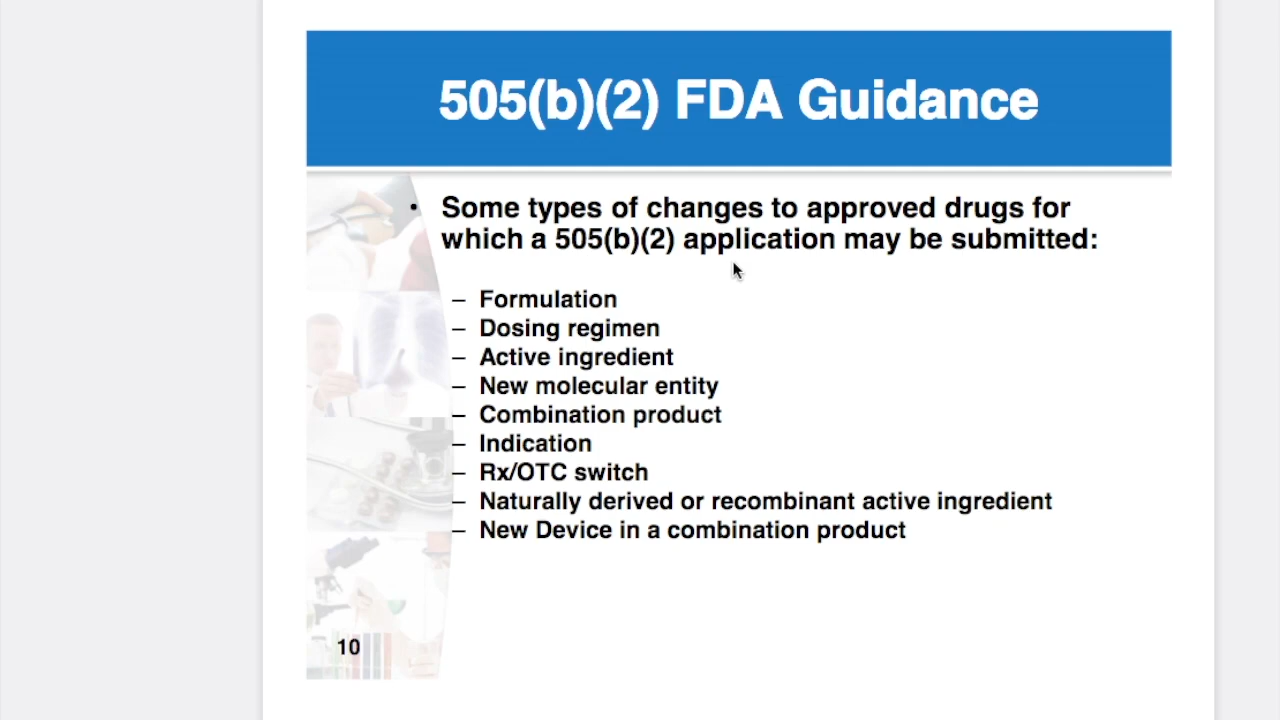 505(b)(2) FDA Guidance
• Some types of changes to approved drugs for
which a 505(b)(2) application may be submitted:
– Formulation
– Dosing regimen
– Active ingredient
– New molecular entity
– Combination product
– Indication
– Rx/OTC switch
– Naturally derived or recombinant active ingredient
– New Device in a combination product
10